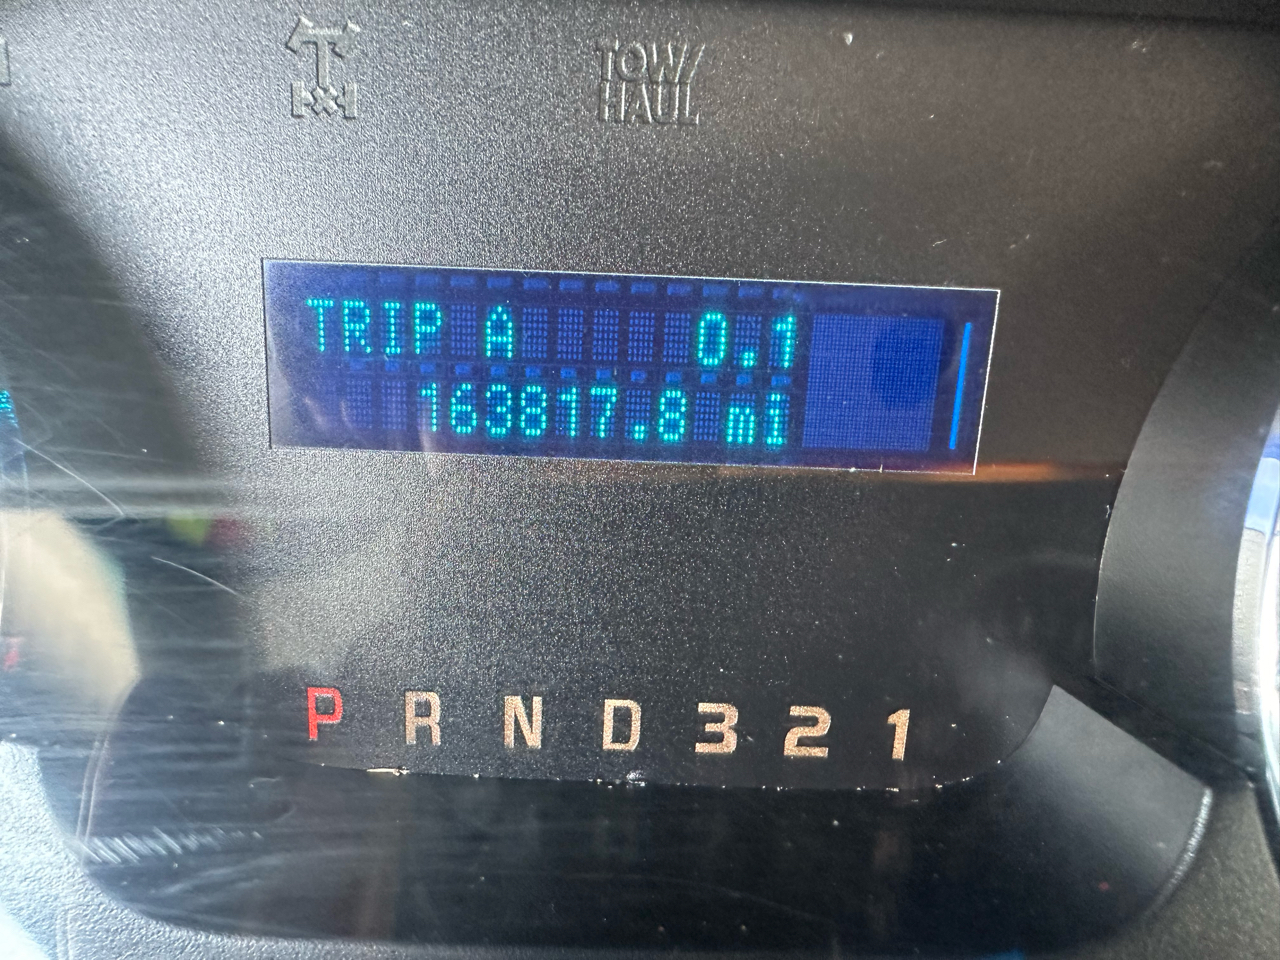 TOW/
HAUL
TRIP A 0.1
163817.8 mi
P R N D 3 2 1